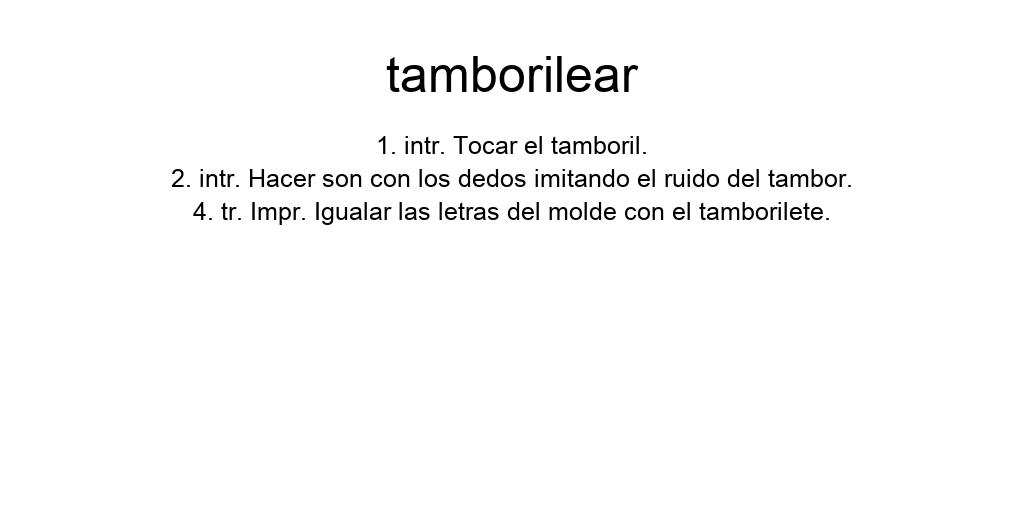 tamborilear
1. intr. Tocar el tamboril.
2. intr. Hacer son con los dedos imitando el ruido del tambor.
4. tr. Impr. Igualar las letras del molde con el tamborilete.